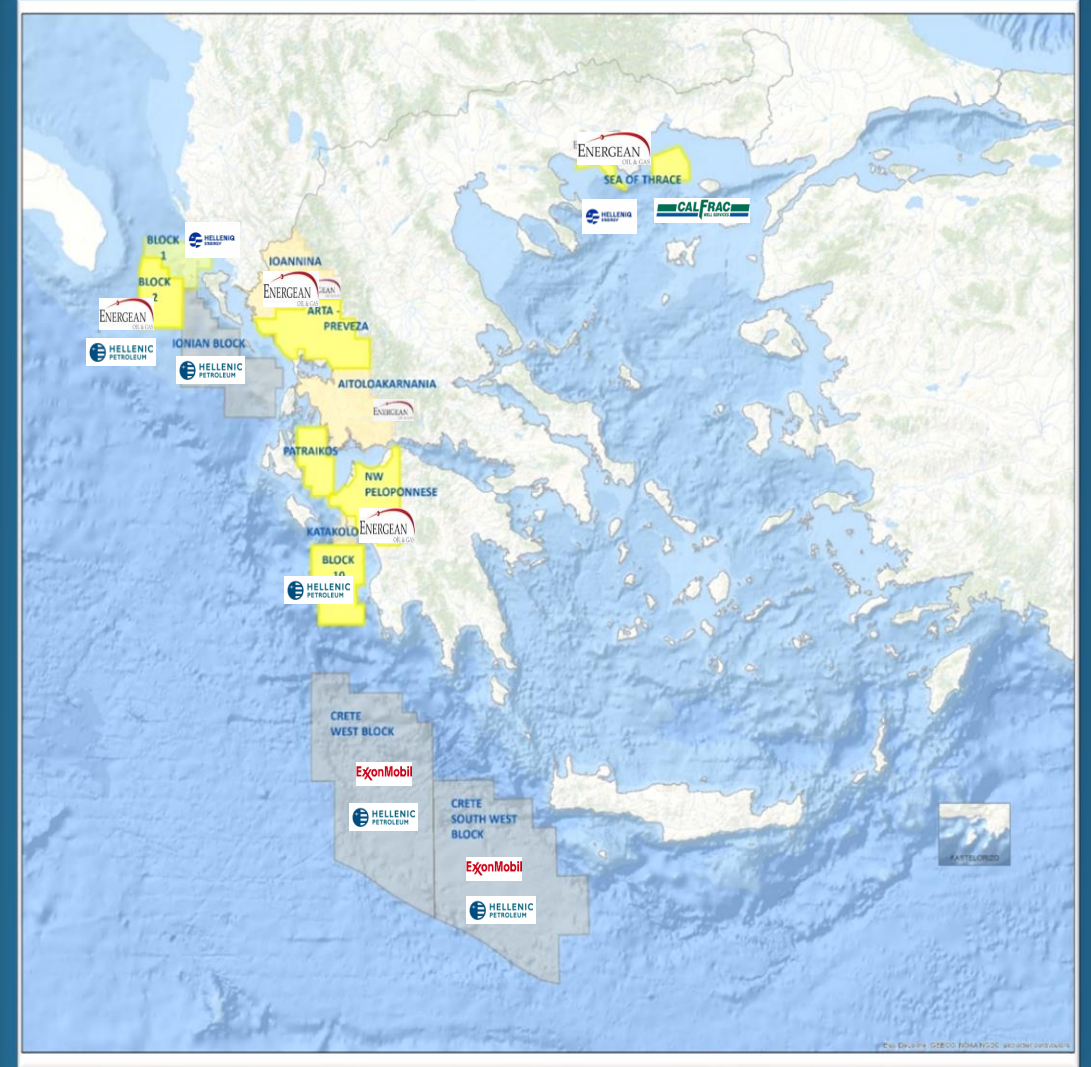 ENERGEAN
OIL & GAS
SEA OF THRACE
HELLENiQ
ENERGY
CALFRAC
WELL SERVICES
BLOCK
1
HELLENiQ
ENERGY
BLOCK
2
ENERGEAN
OIL & GAS
HELLENIC
PETROLEUM
IOANNINA
ENERGEAN
OIL & GAS
ARTA -
PREVEZA
IONIAN BLOCK
HELLENIC
PETROLEUM
AITOLOAKARNANIA
ENERGEAN
PATRAIKOS
NW
PELOPONNESE
KATAKOLO
ENERGEAN
OIL & GAS
BLOCK
10
HELLENIC
PETROLEUM
CRETE
WEST BLOCK
ExxonMobil
HELLENIC
PETROLEUM
CRETE
SOUTH WEST
BLOCK
ExxonMobil
HELLENIC
PETROLEUM
KASTELORIZO